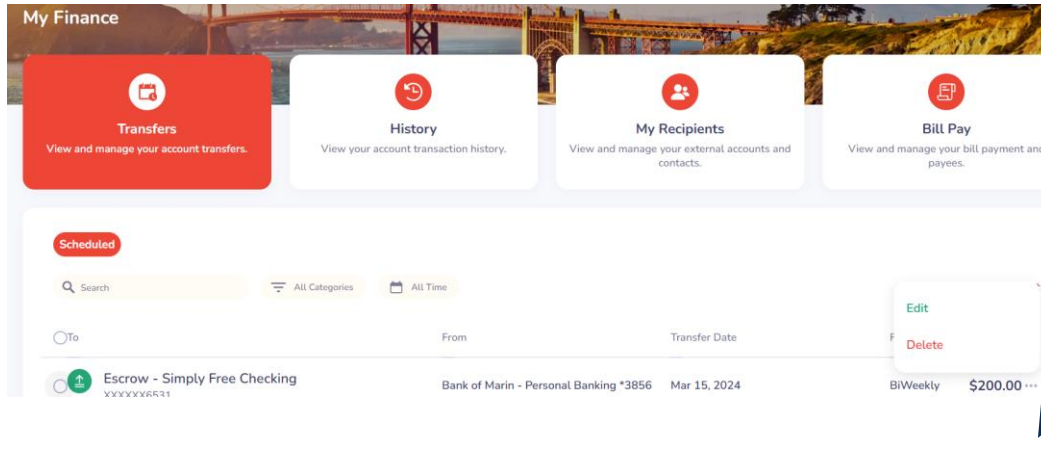 My Finance
Transfers
View and manage your account transfers.
History
View your account transaction history.
My Recipients
View and manage your external accounts and
contacts.
Bill Pay
View and manage your bill payment and
payees.
Scheduled
Search
All Categories
All Time
Edit
Delete
To
From
Transfer Date
Escrow - Simply Free Checking
XXXXXX6531
Bank of Marin - Personal Banking *3856
Mar 15, 2024
BiWeekly
$200.00